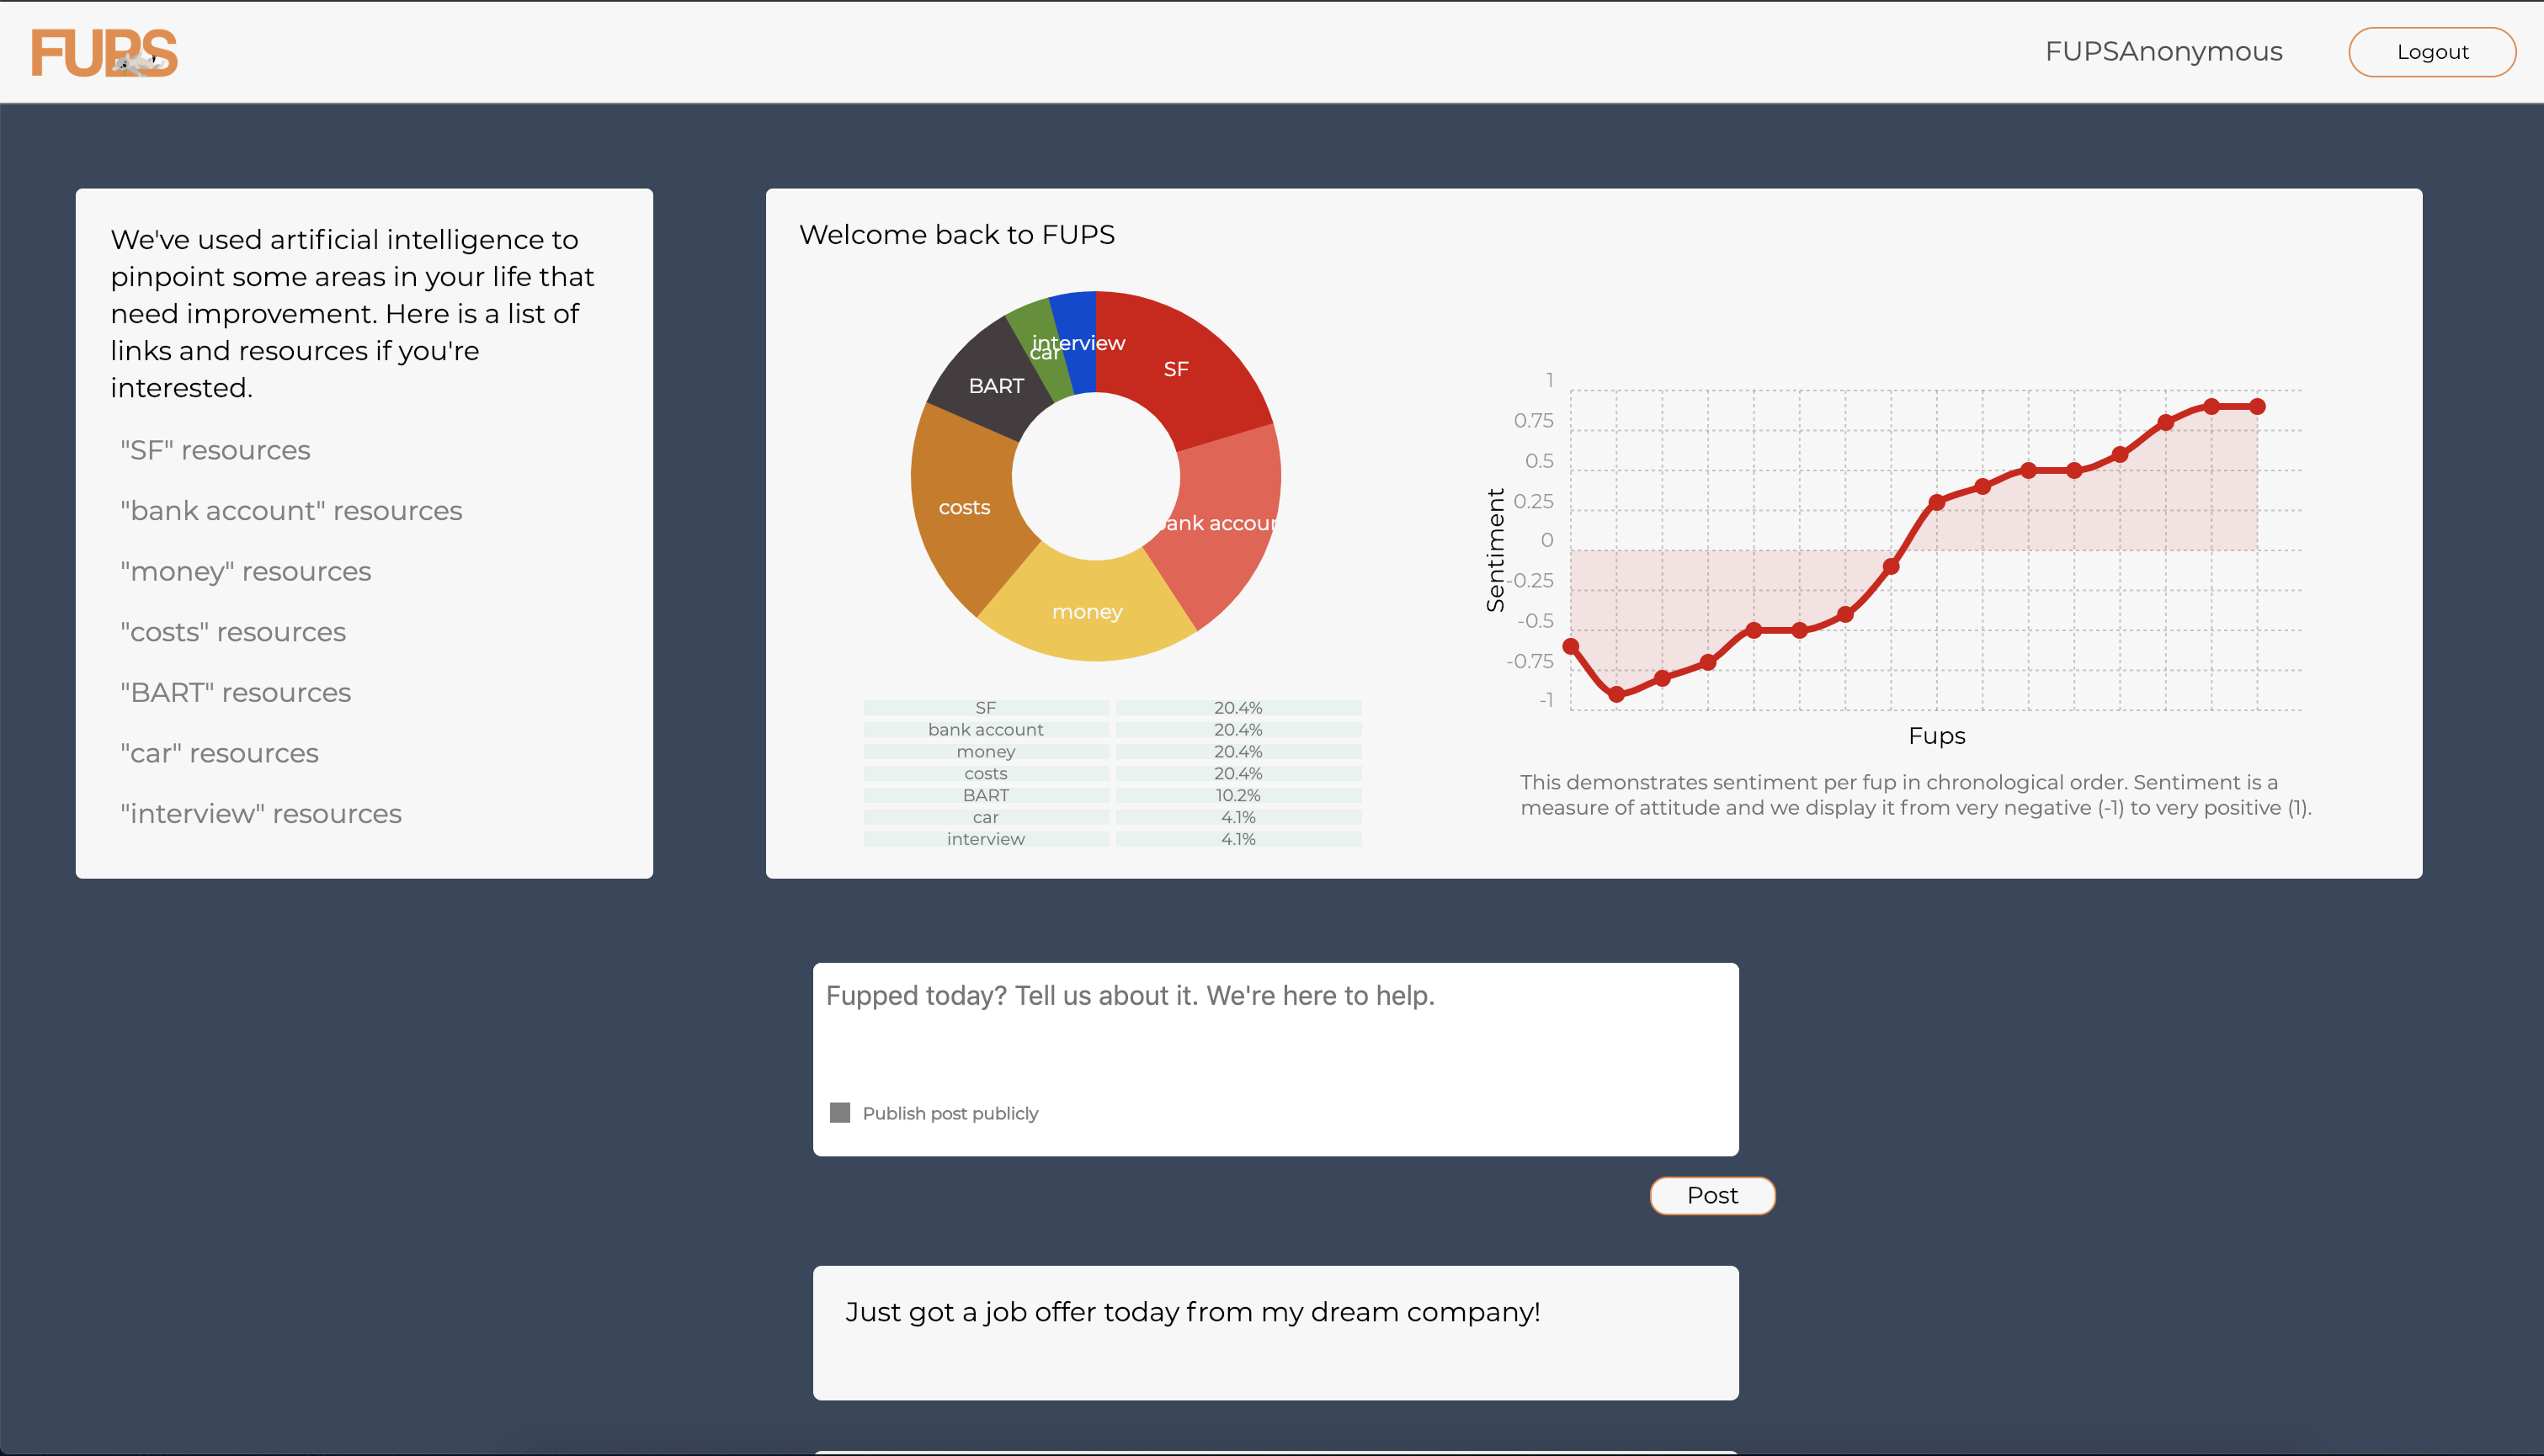 FUPS
FUPSAnonymous
Logout
We've used artificial intelligence to
pinpoint some areas in your life that
need improvement. Here is a list of
links and resources if you're
interested.
"SF" resources
"bank account" resources
"money" resources
"costs" resources
"BART" resources
"car" resources
"interview" resources
Welcome back to FUPS
interview
car
SF
BART
costs
bank accoun
money
SF 20.4%
bank account 20.4%
money 20.4%
costs 20.4%
BART 10.2%
car 4.1%
interview 4.1%
1
0.75
0.5
0.25
0
-0.25
-0.5
-0.75
-1
Sentiment
Fups
This demonstrates sentiment per fup in chronological order. Sentiment is a
measure of attitude and we display it from very negative (-1) to very positive (1).
Fupped today? Tell us about it. We're here to help.
Publish post publicly
Post
Just got a job offer today from my dream company!